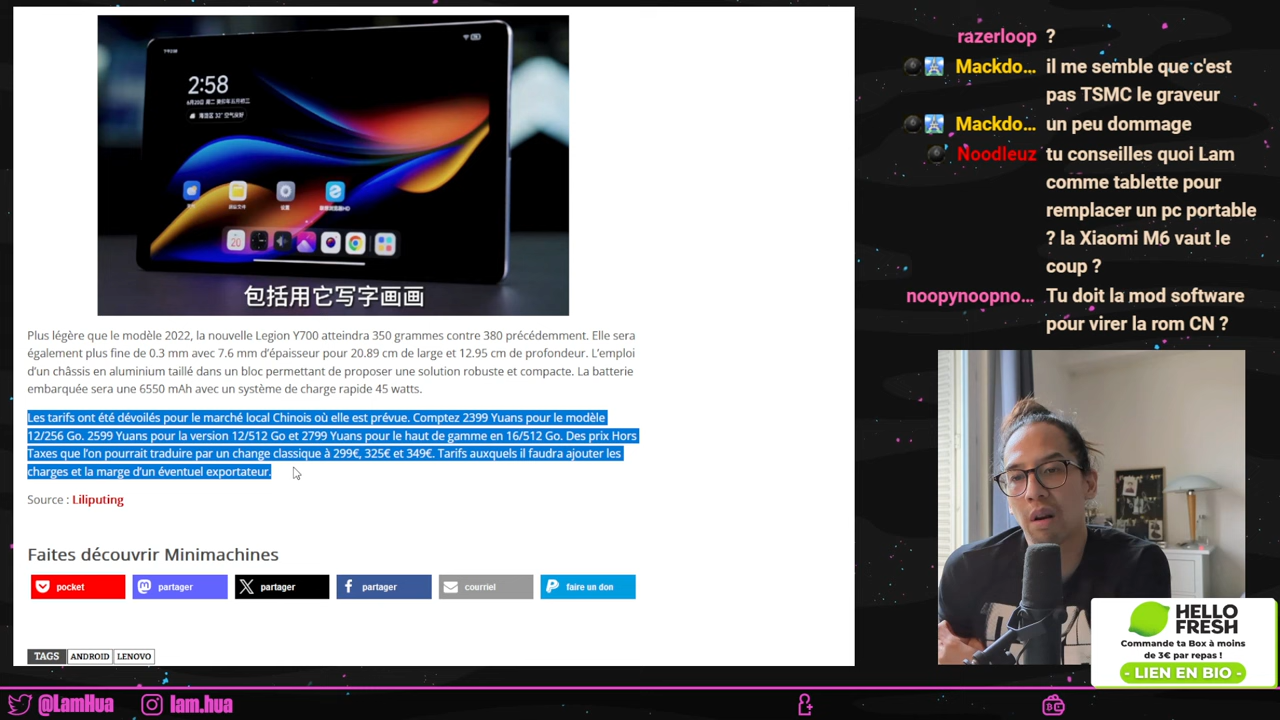 2:58
包括用它写字画画
Plus légère que le modèle 2022, la nouvelle Legion Y700 atteindra 350 grammes contre 380 précédemment. Elle sera
également plus fine de 0.3 mm avec 7.6 mm d'épaisseur pour 20.89 cm de large et 12.95 cm de profondeur. L'emploi
d'un châssis en aluminium taillé dans un bloc permettant de proposer une solution robuste et compacte. La batterie
embarquée sera une 6550 mAh avec un système de charge rapide 45 watts.
Les tarifs ont été dévoilés pour le marché local Chinois où elle est prévue. Comptez 2399 Yuans pour le modèle
12/256 Go. 2599 Yuans pour la version 12/512 Go et 2799 Yuans pour le haut de gamme en 16/512 Go. Des prix Hors
Taxes que l'on pourrait traduire par un change classique à 299€, 325€ et 349€. Tarifs auxquels il faudra ajouter les
charges et la marge d'un éventuel exportateur.
Source : Liliputing
Faites découvrir Minimachines
pocket partager partager partager courriel faire un don
TAGS ANDROID LENOVO
razerloop ?
Mackdo... il me semble que c'est
pas TSMC le graveur
Mackdo... un peu dommage
Noodleuz tu conseilles quoi Lam
comme tablette pour
remplacer un pc portable
? la Xiaomi M6 vaut le
coup ?
noopynoopno... Tu doit la mod software
pour virer la rom CN ?
HELLO
FRESH
Commande ta Box à moins
de 3€ par repas !
- LIEN EN BIO -
@LamHua lam.hua